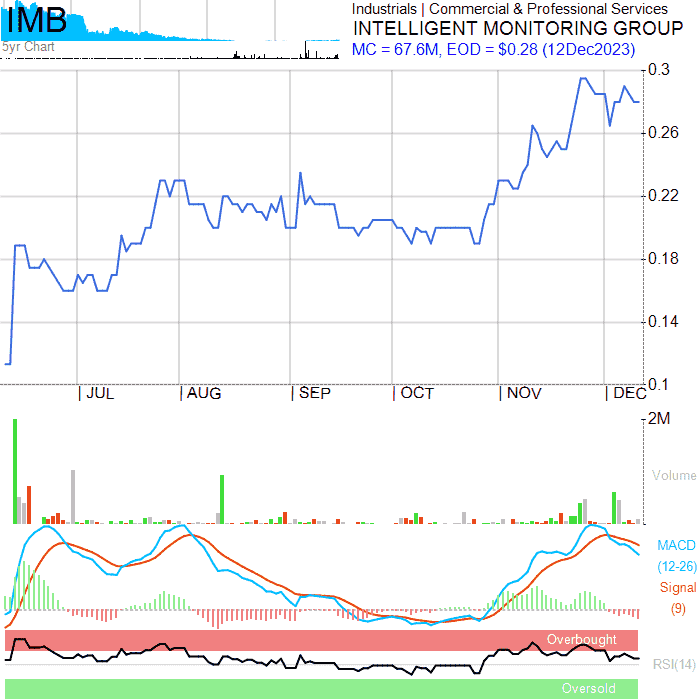 IMB
5yr Chart
Industrials | Commercial & Professional Services
INTELLIGENT MONITORING GROUP
MC = 67.6M, EOD = $0.28 (12Dec2023)
0.3
0.26
0.22
0.18
0.14
0.1
JUL
AUG
SEP
OCT
NOV
DEC
2M
Volume
MACD
(12-26)
Signal
(9)
Overbought
RSI(14)
Oversold